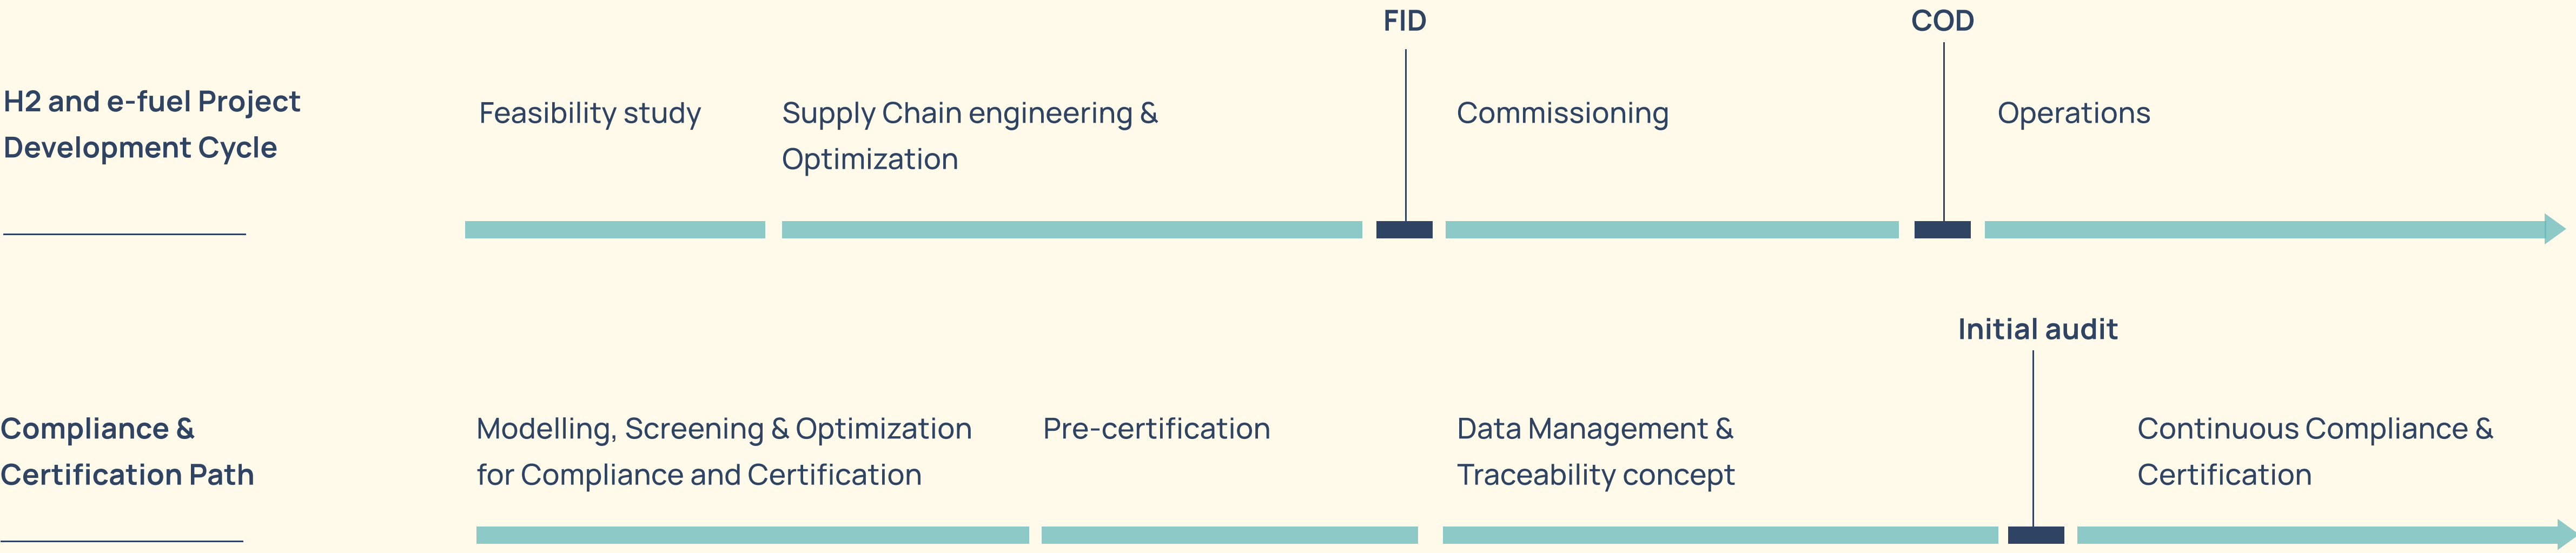 FID
COD
H2 and e-fuel Project
Development Cycle
Feasibility study
Supply Chain engineering &
Optimization
Commissioning
Operations
Initial audit
Compliance &
Certification Path
Modelling, Screening & Optimization
for Compliance and Certification
Pre-certification
Data Management &
Traceability concept
Continuous Compliance &
Certification